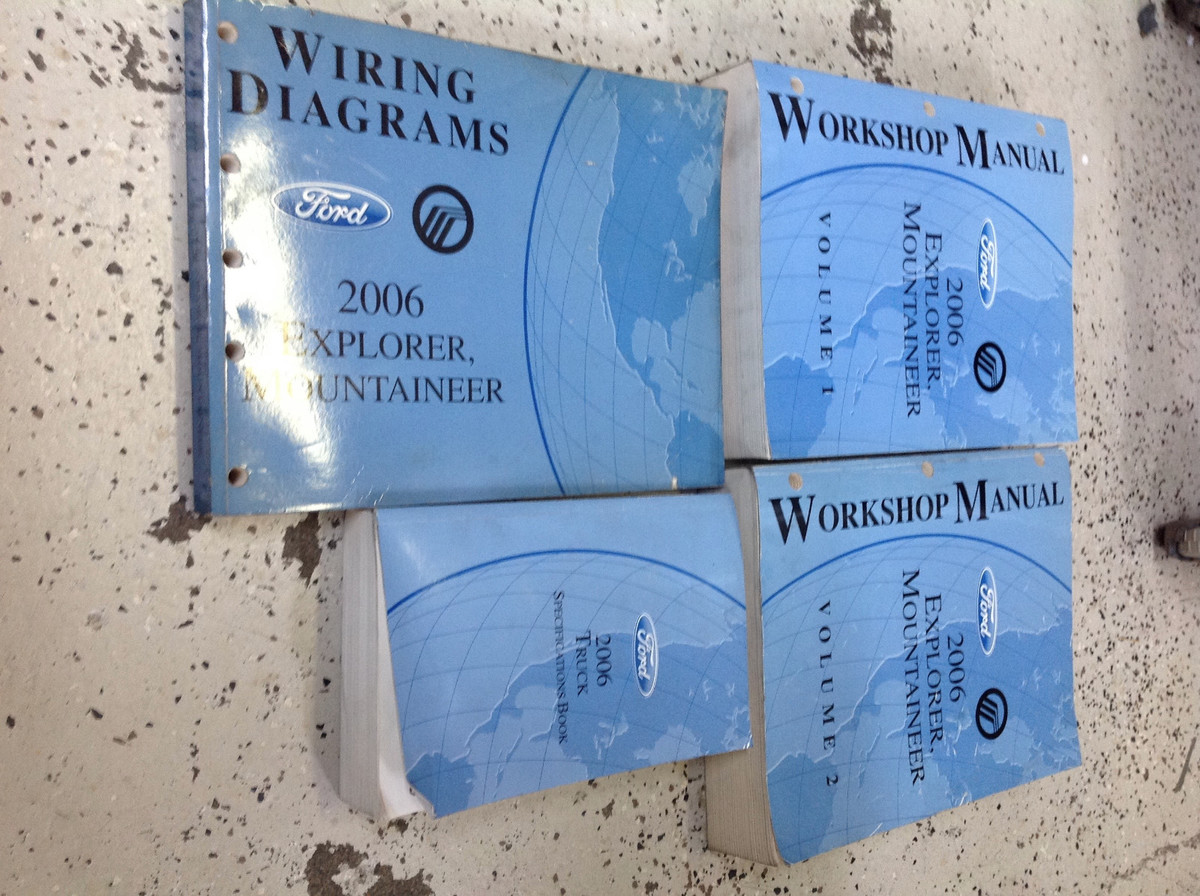 WIRING
DIAGRAMS
Ford
2006
EXPLORER,
MOUNTAINEER
WORKSHOP MANUAL
Ford
2006
EXPLORER,
MOUNTAINEER
VOLUME 1
WORKSHOP MANUAL
Ford
2006
EXPLORER,
MOUNTAINEER
VOLUME 2
Ford
2006
TRUCK
SPECIFICATIONS BOOK